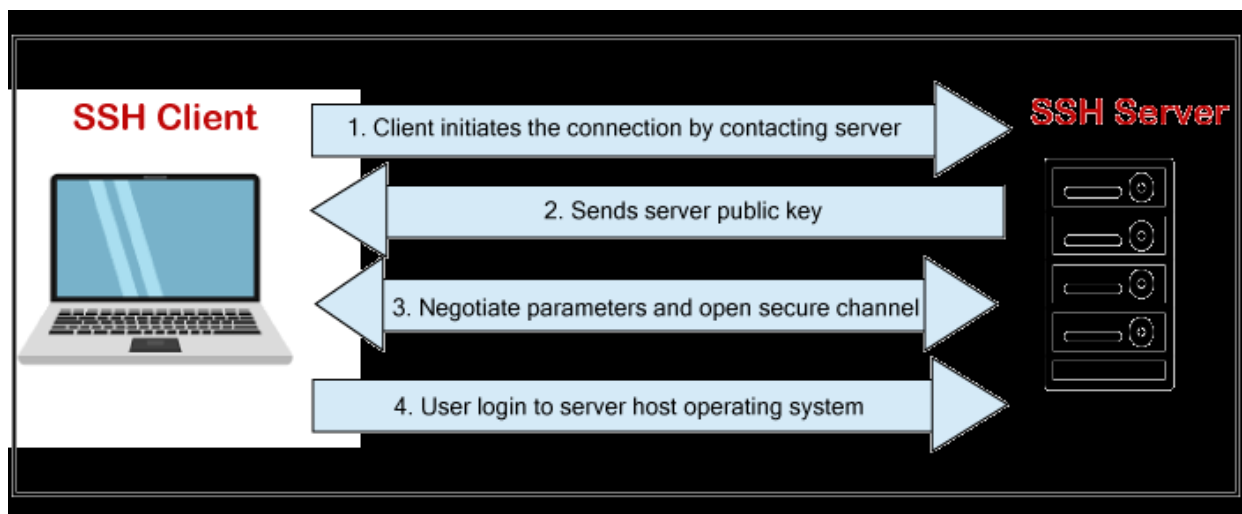 SSH Client
SSH Server
1. Client initiates the connection by contacting server
2. Sends server public key
3. Negotiate parameters and open secure channel
4. User login to server host operating system